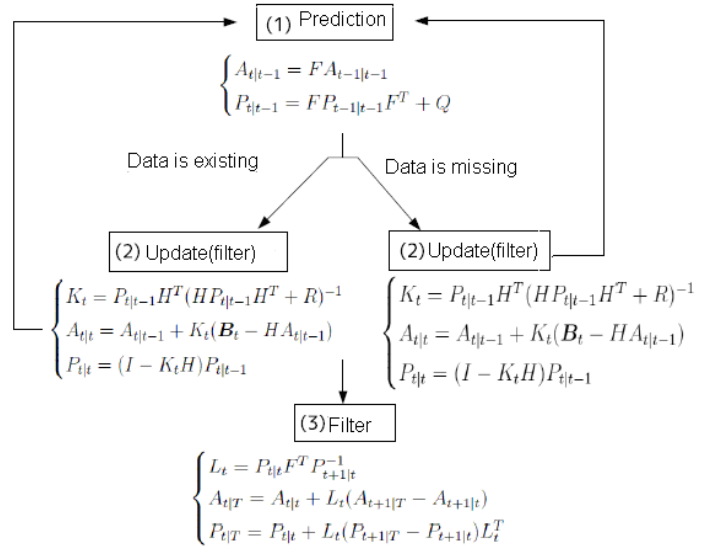 (1) Prediction
A_{t|t-1} = FA_{t-1|t-1}
P_{t|t-1} = FP_{t-1|t-1}F^T + Q
Data is existing
Data is missing
(2) Update(filter)
(2) Update(filter)
K_t = P_{t|t-1}H^T(HP_{t|t-1}H^T + R)^{-1}
A_{t|t} = A_{t|t-1} + K_t(B_t − HA_{t|t-1})
P_{t|t} = (I − K_tH)P_{t|t-1}
K_t = P_{t|t-1}H^T(HP_{t|t-1}H^T + R)^{-1}
A_{t|t} = A_{t|t-1} + K_t(B_t − HA_{t|t-1})
P_{t|t} = (I − K_tH)P_{t|t-1}
(3) Filter
L_t = P_{t|t}F^TP_{t+1|t}^{-1}
A_{t|T} = A_{t|t} + L_t(A_{t+1|T} − A_{t+1|t})
P_{t|T} = P_{t|t} + L_t(P_{t+1|T} − P_{t+1|t})L_t^T